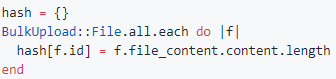 hash = {}
BulkUpload::File.all.each do |f|
  hash[f.id] = f.file_content.content.length
end